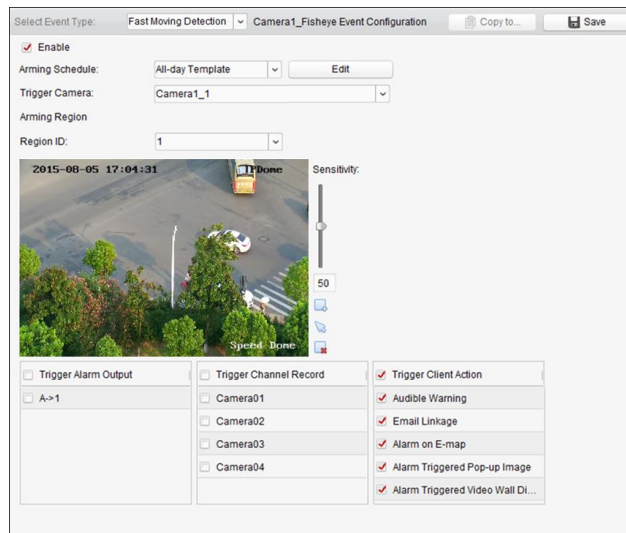 Select Event Type: Fast Moving Detection Camera1_Fisheye Event Configuration Copy to... Save
Enable
Arming Schedule: All-day Template Edit
Trigger Camera: Camera1_1
Arming Region
Region ID: 1
2015-08-05 17:04:31 IPDome
Sensitivity:
50
Speed Dome
Trigger Alarm Output
A->1
Trigger Channel Record
Camera01
Camera02
Camera03
Camera04
Trigger Client Action
Audible Warning
Email Linkage
Alarm on E-map
Alarm Triggered Pop-up Image
Alarm Triggered Video Wall Di...